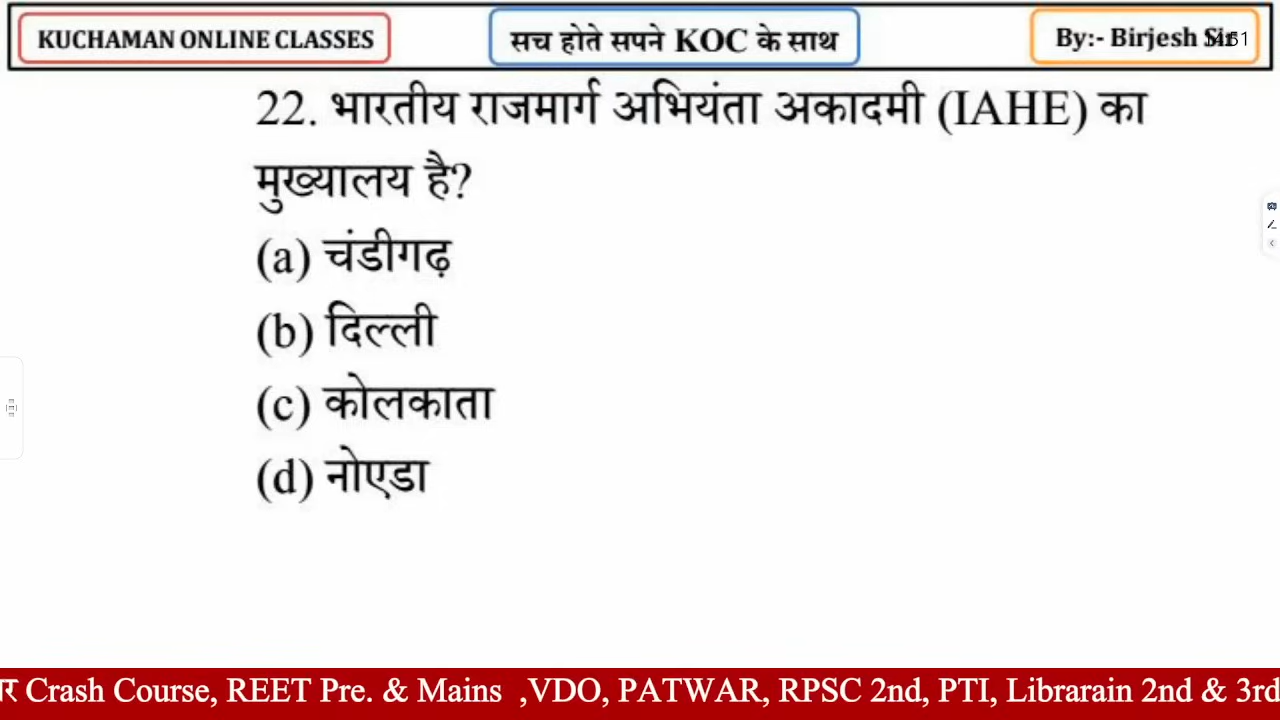 KUCHAMAN ONLINE CLASSES
सच होते सपने KOC के साथ
By:- Birjesh Sir
22. भारतीय राजमार्ग अभियंता अकादमी (IAHE) का
मुख्यालय है?
(a) चंडीगढ़
(b) दिल्ली
(c) कोलकाता
(d) नोएडा
Crash Course, REET Pre. & Mains ,VDO, PATWAR, RPSC 2nd, PTI, Librarain 2nd & 3rd